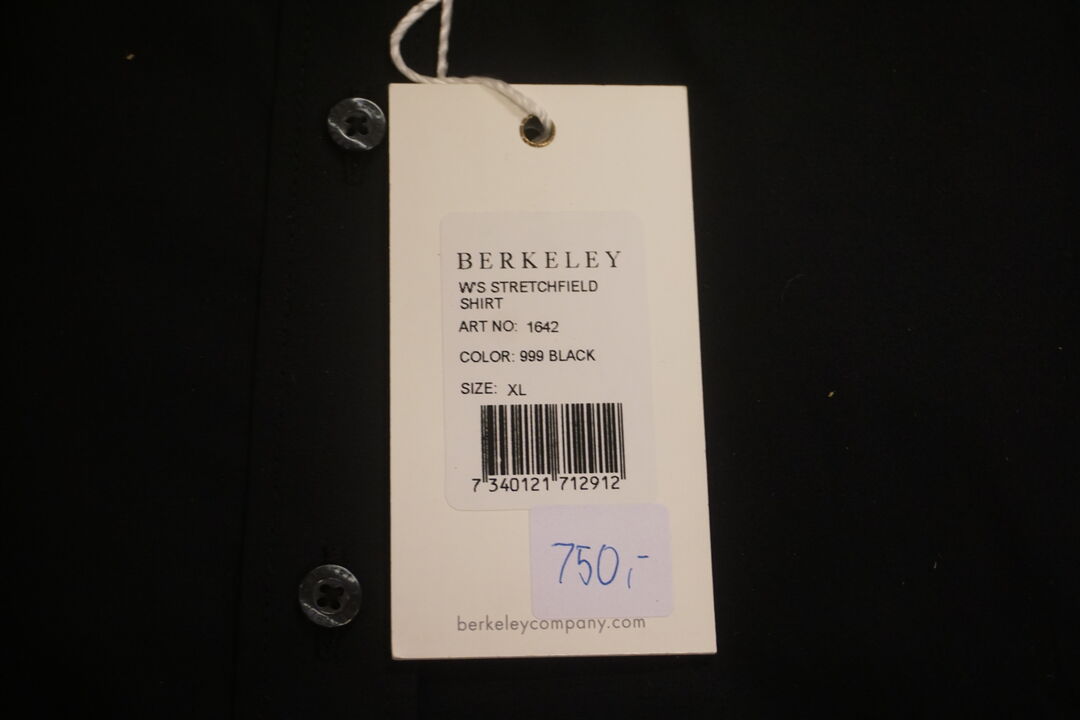 BERKELEY
W'S STRETCHFIELD
SHIRT
ART NO: 1642
COLOR: 999 BLACK
SIZE: XL
7 340121 712912
750,-
berkeleycompany.com